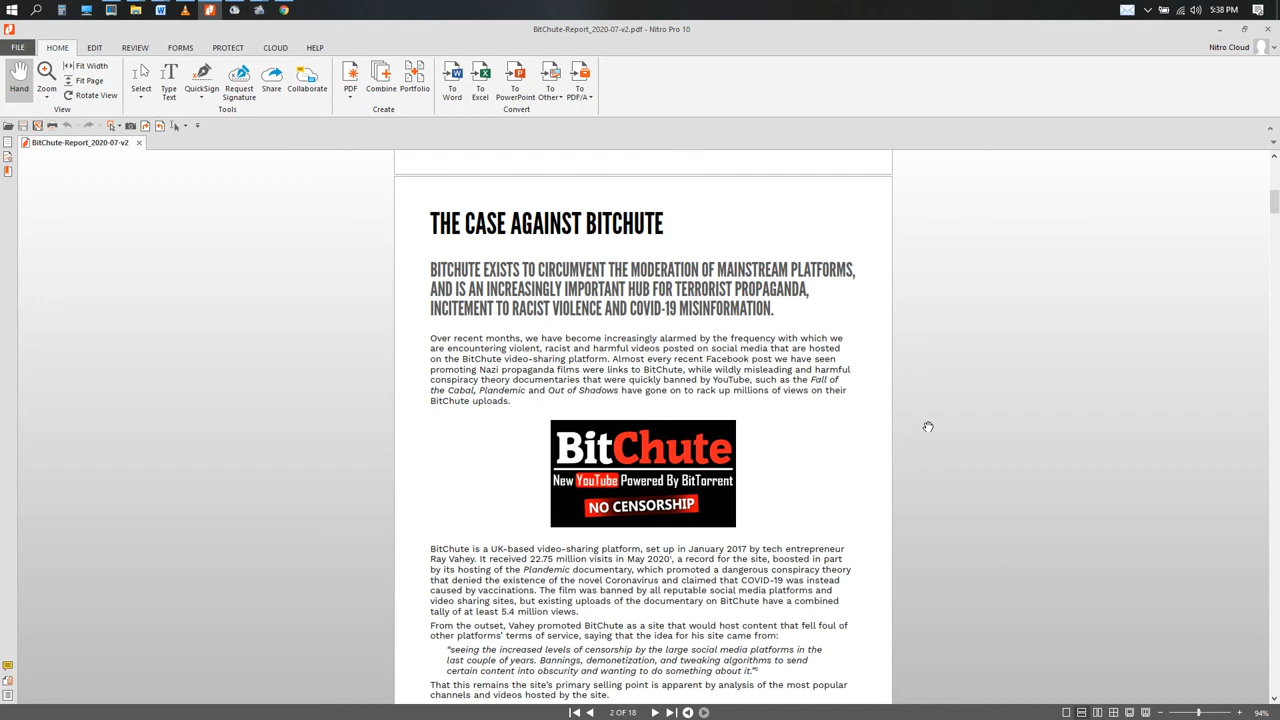 5:38 PM
BitChute-Report_2020-07-v2.pdf - Nitro Pro 10
FILE HOME EDIT REVIEW FORMS PROTECT CLOUD HELP Nitro Cloud
Hand
Zoom
Fit Width
Fit Page
Rotate View
View
Select
Type
Text
QuickSign
Request
Signature
Share
Collaborate
Tools
PDF
Combine
Portfolio
Create
To
Word
To
Excel
To
PowerPoint
To
Other
To
PDF/A
Convert
BitChute-Report_2020-07-v2
THE CASE AGAINST BITCHUTE
BITCHUTE EXISTS TO CIRCUMVENT THE MODERATION OF MAINSTREAM PLATFORMS,
AND IS AN INCREASINGLY IMPORTANT HUB FOR TERRORIST PROPAGANDA,
INCITEMENT TO RACIST VIOLENCE AND COVID-19 MISINFORMATION.
Over recent months, we have become increasingly alarmed by the frequency with which we
are encountering violent, racist and harmful videos posted on social media that are hosted
on the BitChute video-sharing platform. Almost every recent Facebook post we have seen
promoting Nazi propaganda films were links to BitChute, while wildly misleading and harmful
conspiracy theory documentaries that were quickly banned by YouTube, such as the Fall of
the Cabal, Plandemic and Out of Shadows have gone on to rack up millions of views on their
BitChute uploads.
BitChute
New YouTube Powered By BitTorrent
NO CENSORSHIP
BitChute is a UK-based video-sharing platform, set up in January 2017 by tech entrepreneur
Ray Vahey. It received 22.75 million visits in May 2020¹, a record for the site, boosted in part
by its hosting of the Plandemic documentary, which promoted a dangerous conspiracy theory
that denied the existence of the novel Coronavirus and claimed that COVID-19 was instead
caused by vaccinations. The film was banned by all reputable social media platforms and
video sharing sites, but existing uploads of the documentary on BitChute have a combined
tally of at least 5.4 million views.
From the outset, Vahey promoted BitChute as a site that would host content that fell foul of
other platforms' terms of service, saying that the idea for his site came from:
"seeing the increased levels of censorship by the large social media platforms in the
last couple of years. Bannings, demonetization, and tweaking algorithms to send
certain content into obscurity and wanting to do something about it."²
That this remains the site's primary selling point is apparent by analysis of the most popular
channels and videos hosted by the site.
2 OF 18
94%